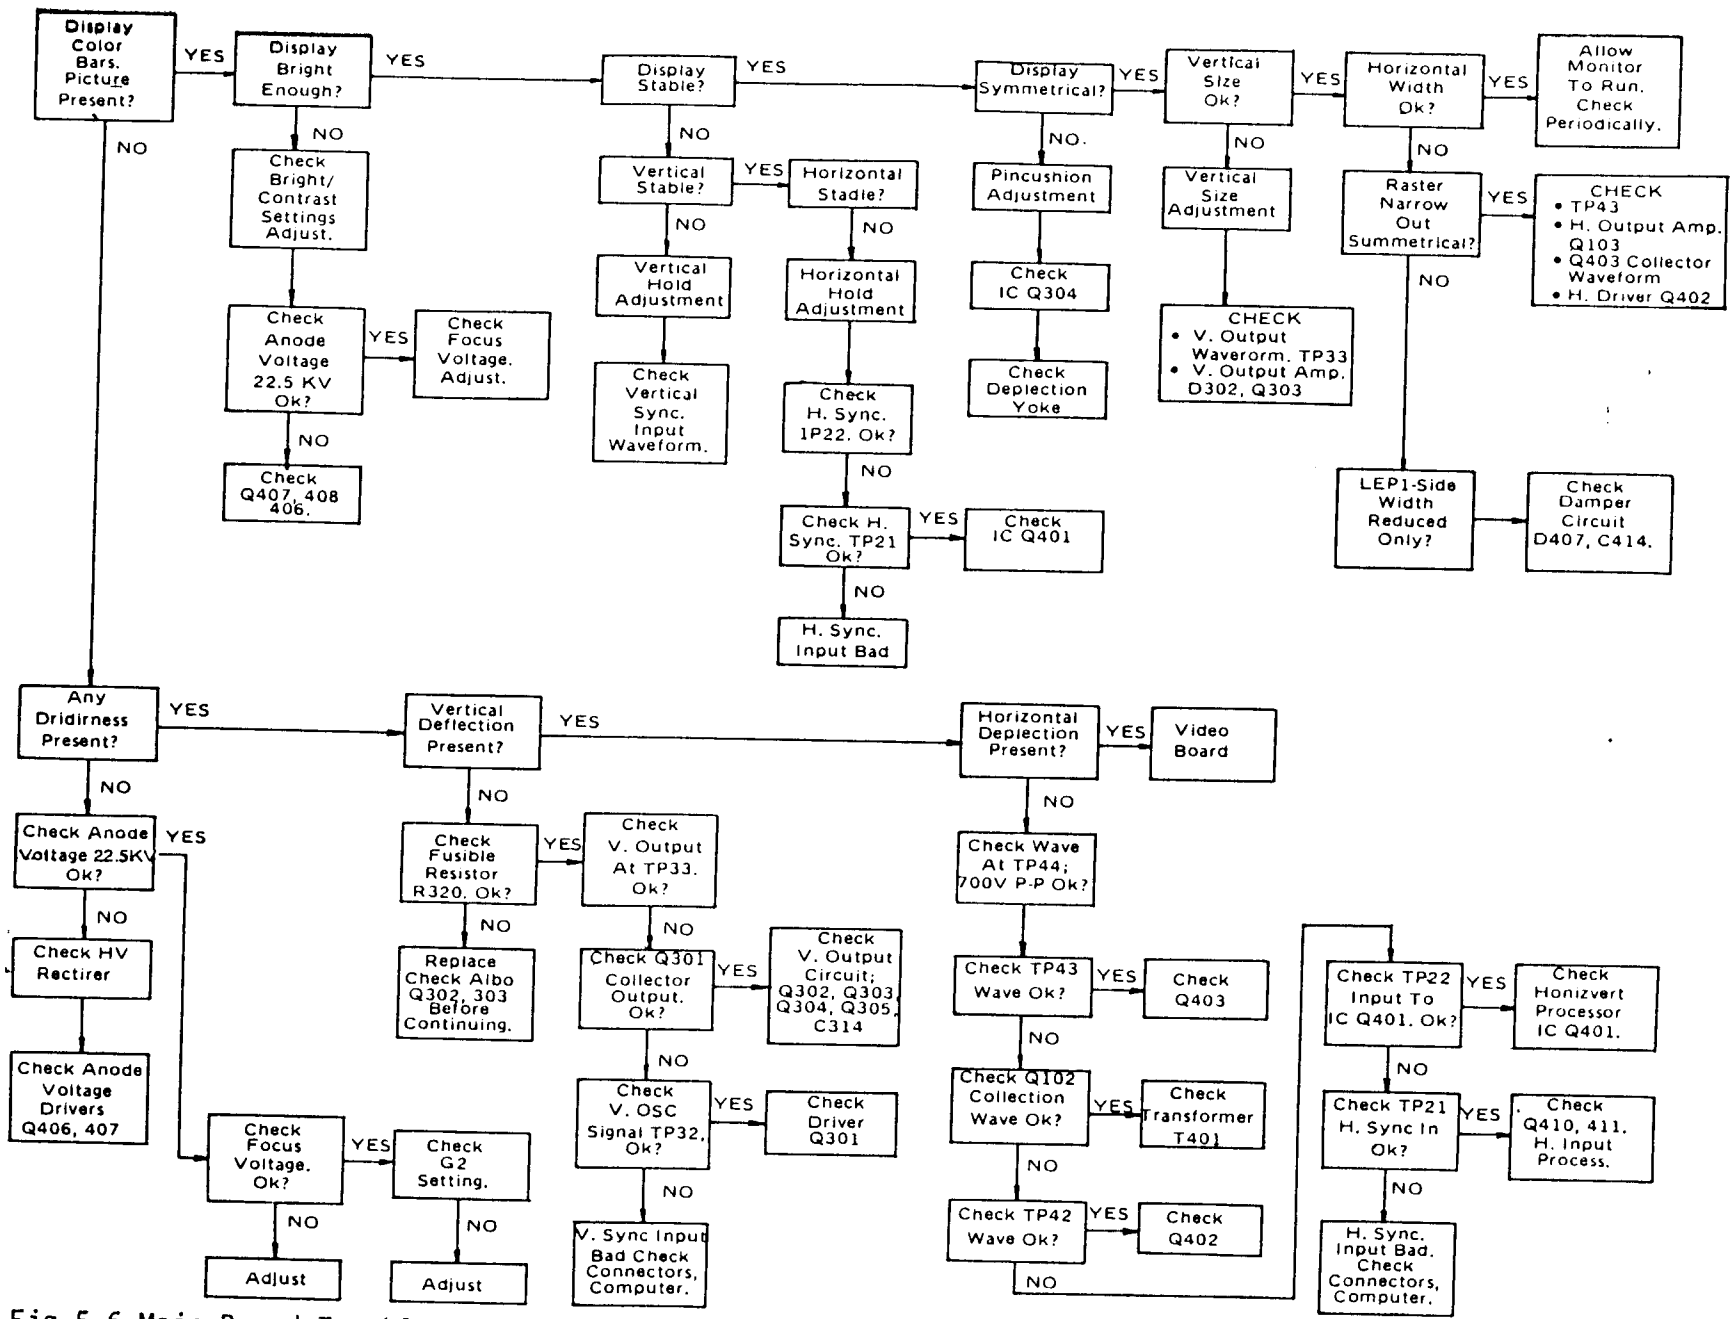 Display
Color
Bars.
Picture
Present?
YES
NO
Display
Bright
Enough?
YES
NO
Check
Bright/
Contrast
Settings
Adjust.
Check
Anode
Voltage
22.5 KV
Ok?
YES
Check
Focus
Voltage.
Adjust.
NO
Check
Q407, 408
406.
Display
Stable?
YES
NO
Vertical
Stable?
YES
NO
Vertical
Hold
Adjustment
Check
Vertical
Sync.
Input
Waveform.
Horizontal
Stadie?
NO
Horizontal
Hold
Adjustment
Check
H. Sync.
1P22. Ok?
NO
Check H.
Sync. TP21
Ok?
YES
Check
IC Q401
NO
H. Sync.
Input Bad
Display
Symmetrical?
YES
NO.
Pincushion
Adjustment
Check
IC Q304
Check
Deplection
Yoke
Vertical
Size
Ok?
YES
NO
Vertical
Size
Adjustment
CHECK
• V. Output
Waverorm. TP33
• V. Output Amp.
D302, Q303
Horizontal
Width
Ok?
YES
NO
Allow
Monitor
To Run.
Check
Periodically.
Raster
Narrow
Out
Summetrical?
YES
NO
CHECK
• TP43
• H. Output Amp.
Q103
• Q403 Collector
Waveform
• H. Driver Q402
LEP1-Side
Width
Reduced
Only?
Check
Damper
Circuit
D407, C414.
Any
Dridirness
Present?
YES
NO
Check Anode
Voltage 22.5KV
Ok?
YES
NO
Check HV
Rectirer
Check Anode
Voltage
Drivers
Q406, 407
Check
Focus
Voltage.
Ok?
YES
NO
Adjust
Check
G2
Setting.
NO
Adjust
Vertical
Deflection
Present?
YES
NO
Check
Fusible
Resistor
R320. Ok?
YES
NO
Replace
Check Albo
Q302, 303
Before
Continuing.
Check
V. Output
At TP33.
Ok?
NO
Check Q301
Collector
Output.
Ok?
YES
NO
Check
V. Output
Circuit;
Q302, Q303,
Q304, Q305,
C314
Check
V. OSC
Signal TP32,
Ok?
YES
NO
Check
Driver
Q301
V. Sync Input
Bad Check
Connectors,
Computer.
Horizontal
Deplection
Present?
YES
NO
Video
Board
Check Wave
At TP44;
700V P-P Ok?
Check TP43
Wave Ok?
YES
NO
Check
Q403
Check Q102
Collection
Wave Ok?
YES
NO
Check
Transformer
T401
Check TP42
Wave Ok?
YES
NO
Check
Q402
Check TP22
Input To
IC Q401. Ok?
YES
NO
Check
Honizvert
Processor
IC Q401.
Check TP21
H. Sync In
Ok?
YES
NO
Check
Q410, 411.
H. Input
Process.
H. Sync.
Input Bad.
Check
Connectors,
Computer.